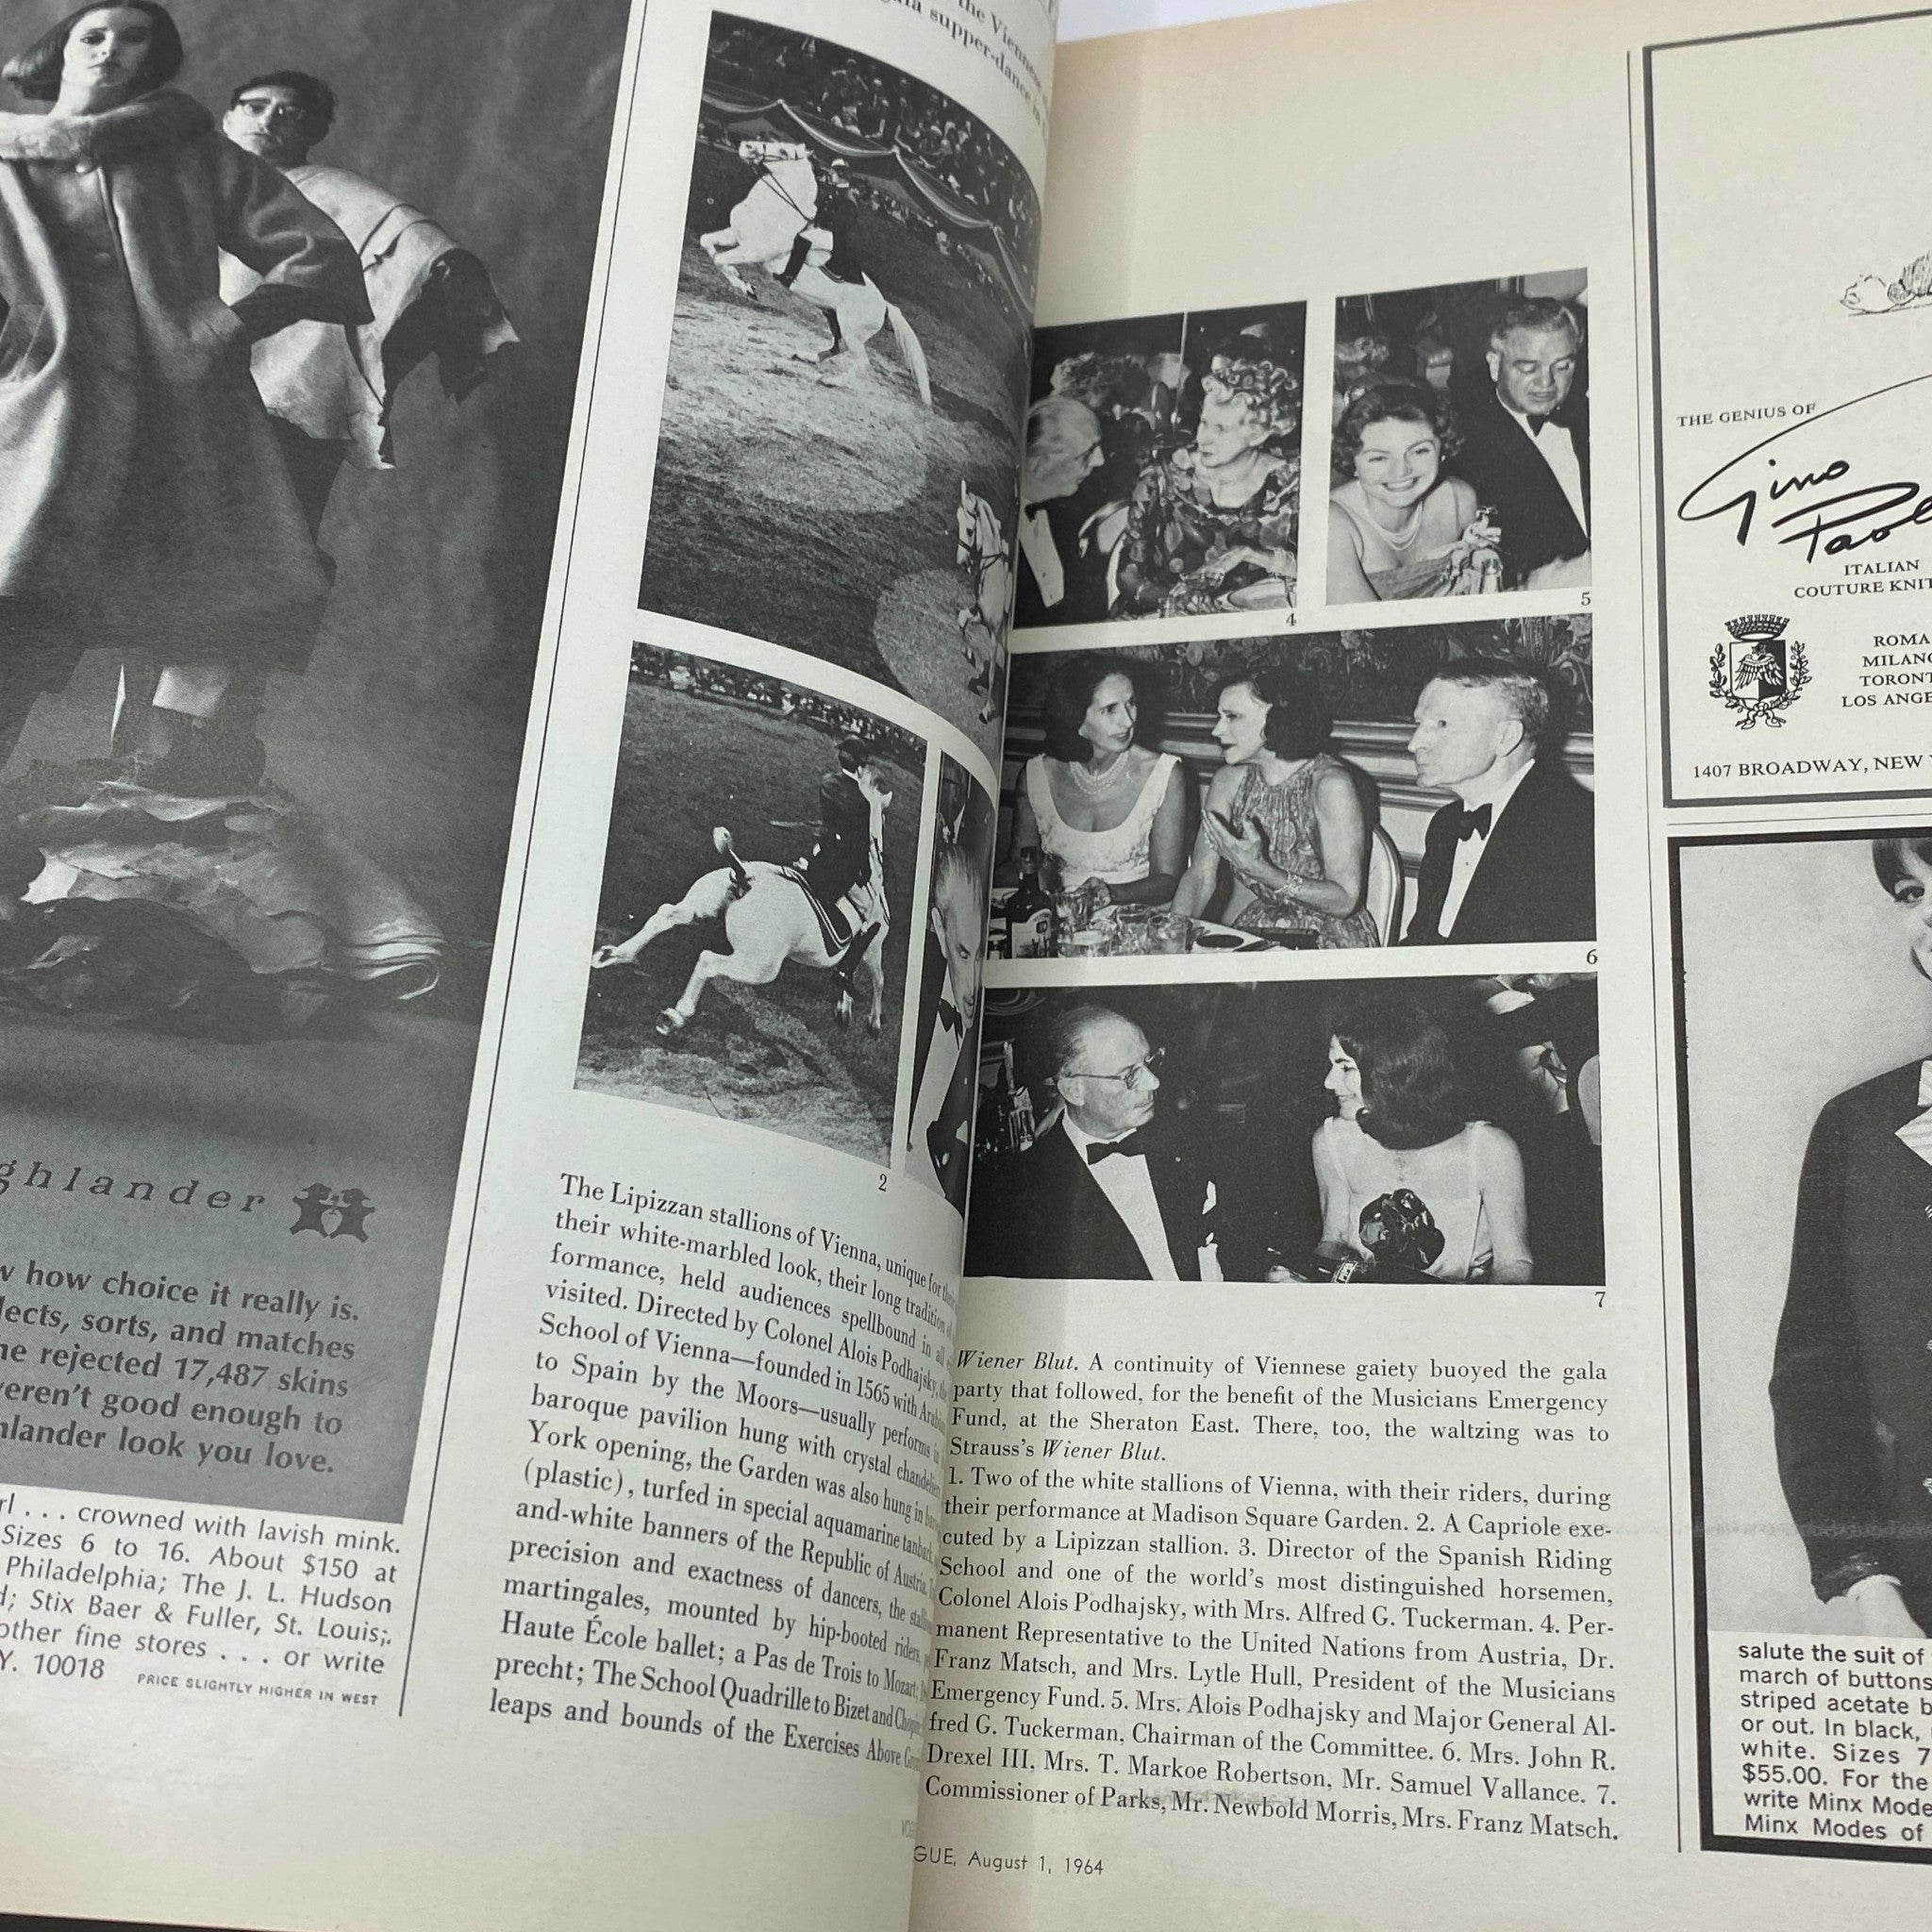 the Viennese
gala supper-dance in
ghlander
w how choice it really is.
lects, sorts, and matches
ne rejected 17,487 skins
veren't good enough to
hlander look you love.
rl . . . crowned with lavish mink.
Sizes 6 to 16. About $150 at
Philadelphia; The J. L. Hudson
d; Stix Baer & Fuller, St. Louis;
other fine stores . . . or write
Y. 10018 PRICE SLIGHTLY HIGHER IN WEST
2
The Lipizzan stallions of Vienna, unique for their
their white-marbled look, their long tradition of
formance, held audiences spellbound in all
visited. Directed by Colonel Alois Podhajsky, the
School of Vienna—founded in 1565 with Arabian
to Spain by the Moors—usually performs in
baroque pavilion hung with crystal chandeliers
York opening, the Garden was also hung in
(plastic), turfed in special aquamarine tanbark
and-white banners of the Republic of Austria.
precision and exactness of dancers, the
martingales, mounted by hip-booted riders,
Haute École ballet; a Pas de Trois to Mozart;
precht; The School Quadrille to Bizet and Chopin
leaps and bounds of the Exercises Above
4
5
6
7
Wiener Blut. A continuity of Viennese gaiety buoyed the gala
party that followed, for the benefit of the Musicians Emergency
Fund, at the Sheraton East. There, too, the waltzing was to
Strauss's Wiener Blut.
1. Two of the white stallions of Vienna, with their riders, during
their performance at Madison Square Garden. 2. A Capriole exe-
cuted by a Lipizzan stallion. 3. Director of the Spanish Riding
School and one of the world's most distinguished horsemen,
Colonel Alois Podhajsky, with Mrs. Alfred G. Tuckerman. 4. Per-
manent Representative to the United Nations from Austria, Dr.
Franz Matsch, and Mrs. Lytle Hull, President of the Musicians
Emergency Fund. 5. Mrs. Alois Podhajsky and Major General Al-
fred G. Tuckerman, Chairman of the Committee. 6. Mrs. John R.
Drexel III, Mrs. T. Markoe Robertson, Mr. Samuel Vallance. 7.
Commissioner of Parks, Mr. Newbold Morris, Mrs. Franz Matsch.
GUE, August 1, 1964
THE GENIUS OF
Gino
Paol
ITALIAN
COUTURE KNIT
ROMA
MILANO
TORONT
LOS ANGE
1407 BROADWAY, NEW Y
salute the suit of
march of buttons
striped acetate b
or out. In black,
white. Sizes 7
$55.00. For the
write Minx Mode
Minx Modes of